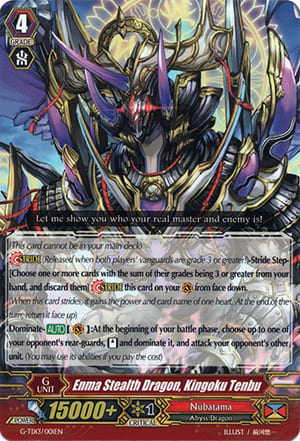 4
GRADE
Let me show you who your real master and enemy is!
(This card cannot be in your main deck)
STRIDE (Released when both players' vanguards are grade 3 or greater!)-Stride Step-
[Choose one or more cards with the sum of their grades being 3 or greater from
your hand, and discard them] STRIDE this card on your from face down.
(When this card strides, it gains the power and card name of one heart. At the end of the
turn, return it face up)
Dominate-AUTO [ ]:At the beginning of your battle phase, choose up to one of
your opponent's rear-guards, and dominate it, and attack your opponent's other
unit. (You may use its abilities if you pay the cost)
G
UNIT
Enma Stealth Dragon, Kingoku Tenbu
POWER
15000+
1
CRITICAL
Nubatama
Abyss Dragon
G-TD13/001EN
ILLUST /